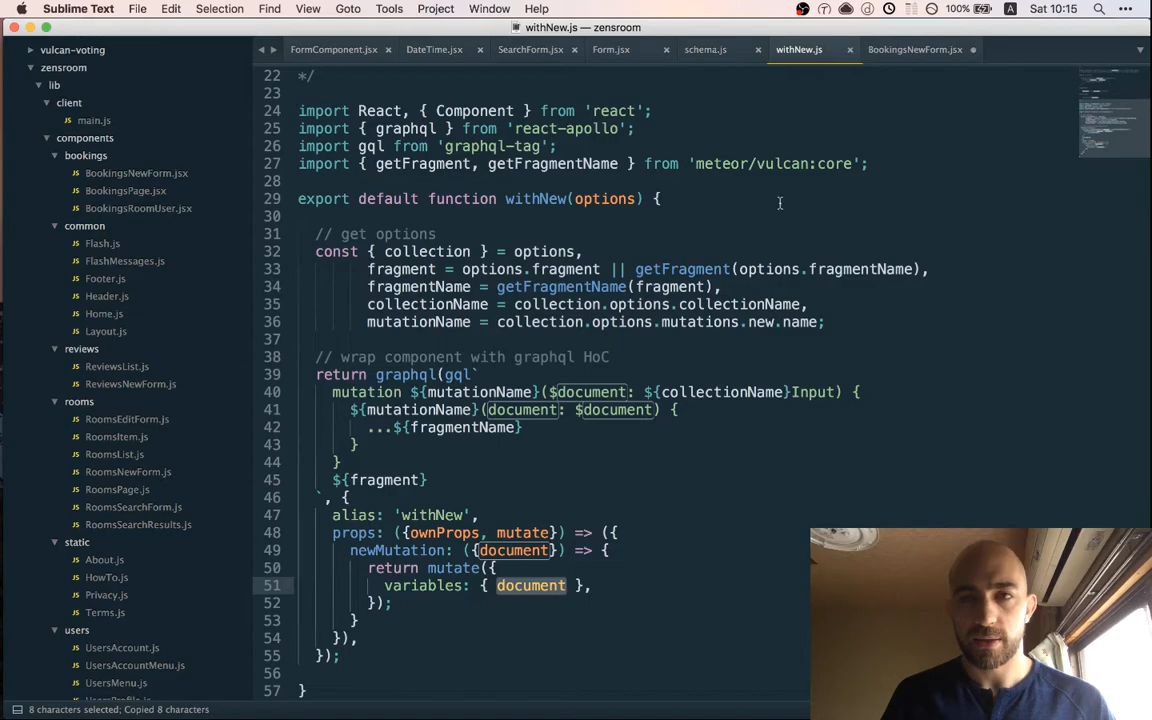 Sublime Text File Edit Selection Find View Goto Tools Project Window Help 100% A Sat 10:15
withNew.js — zensroom
vulcan-voting
zensroom
lib
client
main.js
components
bookings
BookingsNewForm.js
BookingsPage.js
BookingsRoomUser.jsx
common
Flash.js
FlashMessages.js
Footer.js
Header.js
Home.js
Layout.js
reviews
ReviewsList.js
ReviewsNewForm.js
rooms
RoomsEditForm.js
RoomsItem.js
RoomsList.js
RoomsNewForm.js
RoomsPage.js
RoomsSearchForm.js
RoomsSearchResults.js
static
About.js
HowTo.js
Privacy.js
Terms.js
users
UsersAccount.js
UsersAccountMenu.js
UsersMenu.js
UsersProfile.js
FormComponent.jsx × DateTime.jsx × SearchForm.jsx × Form.jsx × schema.js × withNew.js × BookingsNewForm.js
22 */
23
24 import React, { Component } from 'react';
25 import { graphql } from 'react-apollo';
26 import gql from 'graphql-tag';
27 import { getFragment, getFragmentName } from 'meteor/vulcan:core';
28
29 export default function withNew(options) {
30
31 // get options
32 const { collection } = options,
33 fragment = options.fragment || getFragment(options.fragmentName),
34 fragmentName = getFragmentName(fragment),
35 collectionName = collection.options.collectionName,
36 mutationName = collection.options.mutations.new.name;
37
38 // wrap component with graphql HoC
39 return graphql(gql`
40 mutation ${mutationName}($document: ${collectionName}Input) {
41 ${mutationName}(document: $document) {
42 ...${fragmentName}
43 }
44 }
45 ${fragment}
46 `, {
47 alias: 'withNew',
48 props: ({ownProps, mutate}) => ({
49 newMutation: ({document}) => {
50 return mutate({
51 variables: { document },
52 });
53 }
54 }),
55 });
56
57 }
8 characters selected; Copied 8 characters